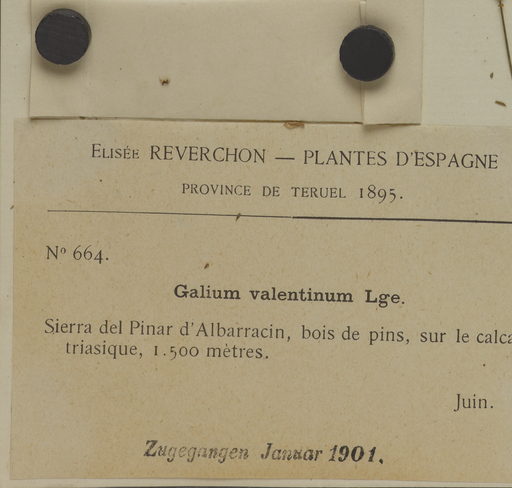 Elisée REVERCHON — PLANTES D'ESPAGNE
PROVINCE DE TERUEL 1895.
Nº 664.
Galium valentinum Lge.
Sierra del Pinar d'Albarracin, bois de pins, sur le calca
triasique, 1.500 mètres.
Juin.
Zugegangen Januar 1901.